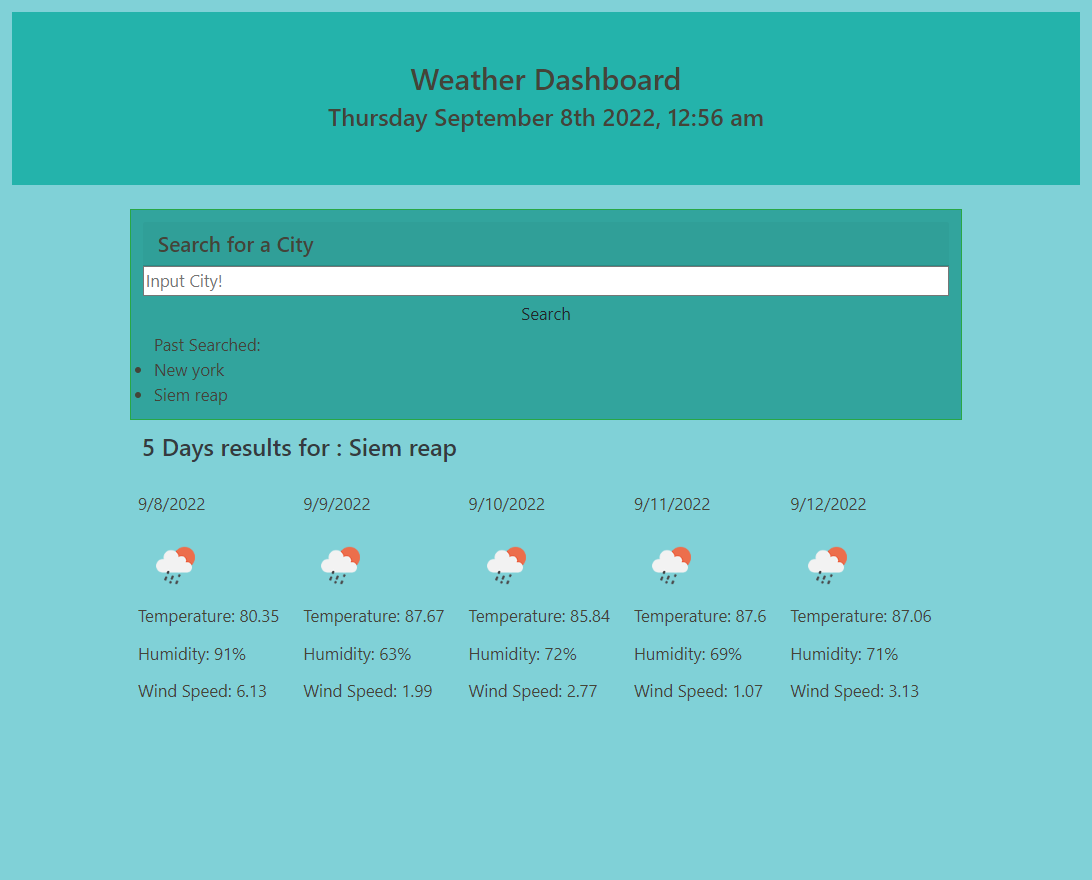 Weather Dashboard
Thursday September 8th 2022, 12:56 am
Search for a City
Input City!
Search
Past Searched:
New york
Siem reap
5 Days results for : Siem reap
9/8/2022 9/9/2022 9/10/2022 9/11/2022 9/12/2022
Temperature: 80.35 Temperature: 87.67 Temperature: 85.84 Temperature: 87.6 Temperature: 87.06
Humidity: 91% Humidity: 63% Humidity: 72% Humidity: 69% Humidity: 71%
Wind Speed: 6.13 Wind Speed: 1.99 Wind Speed: 2.77 Wind Speed: 1.07 Wind Speed: 3.13